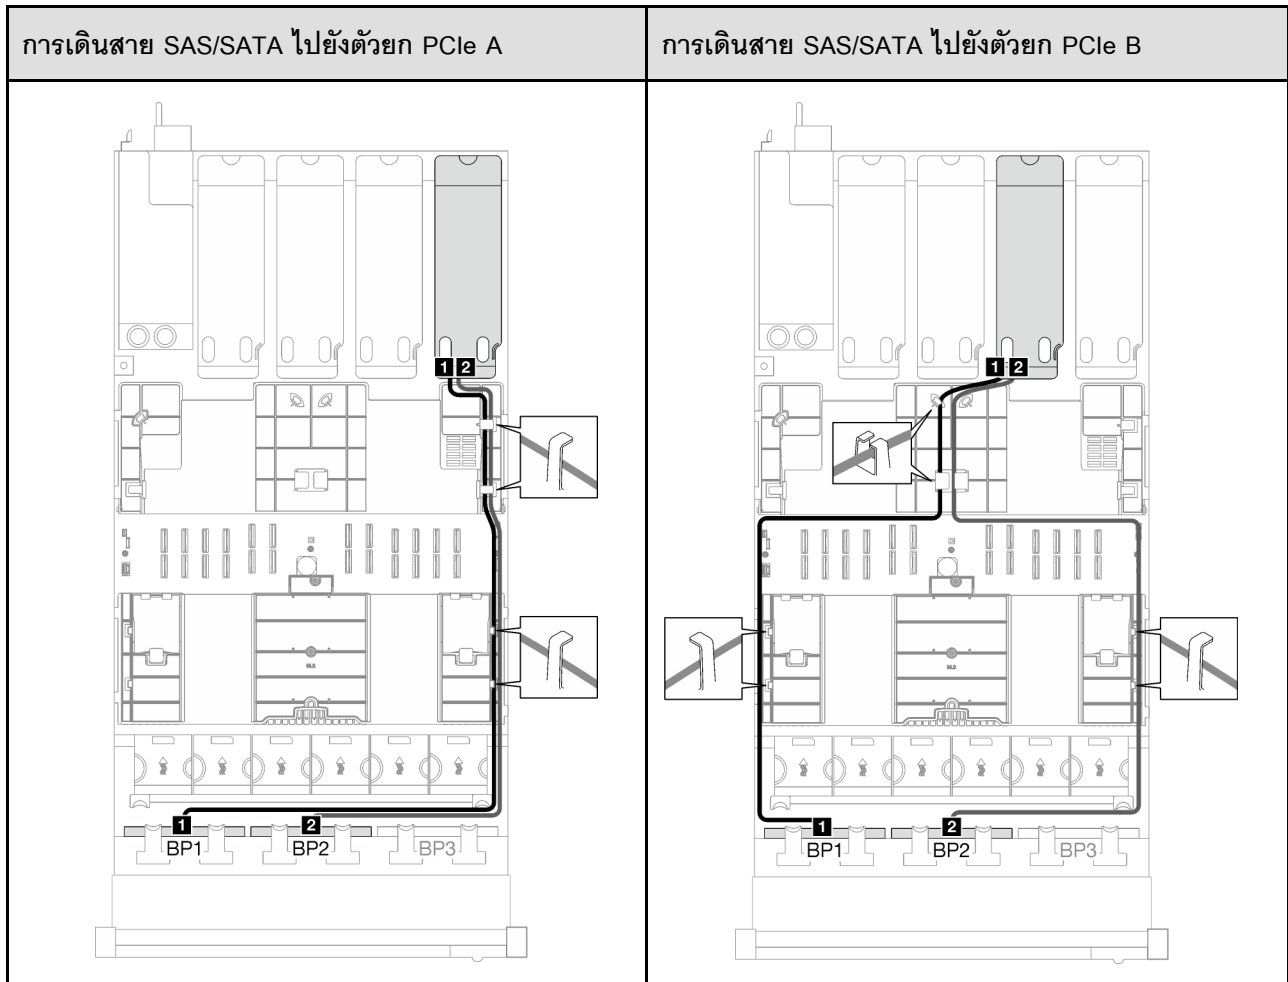 การเดินสาย SAS/SATA ไปยังตัวยก PCIe A
การเดินสาย SAS/SATA ไปยังตัวยก PCIe B
1 2
1 2
M.2
M.2
1 2
BP1 BP2 BP3
1 2
BP1 BP2 BP3